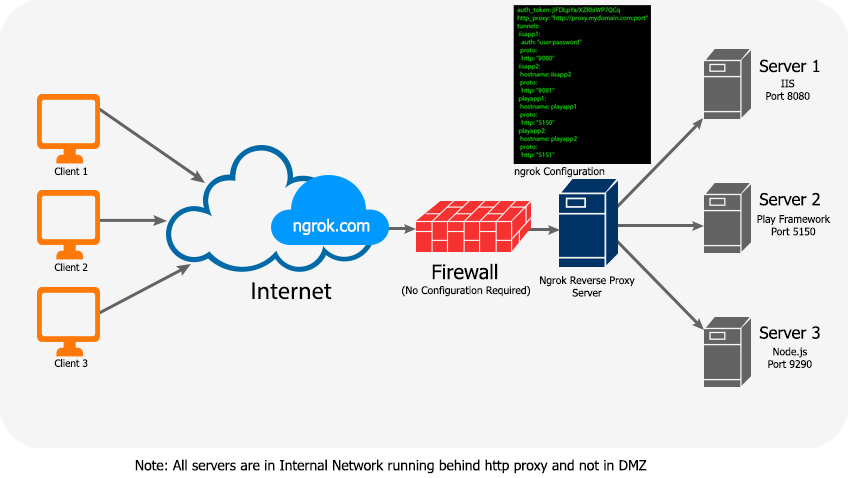 auth_token: jIFDLpYa/XZRbiWP7QCq
http_proxy: "http://proxy.mydomain.com:port"
tunnels:
iisapp1:
auth: "user:password"
proto:
http: "8080"
iisapp2:
hostname: iisapp2
proto:
http: "8081"
playapp1:
hostname: playapp1
proto:
http: "5150"
playapp2:
hostname: playapp2
proto:
http: "5151"
ngrok Configuration
Client 1
Client 2
Client 3
ngrok.com
Internet
Firewall
(No Configuration Required)
Ngrok Reverse Proxy
Server
Server 1
IIS
Port 8080
Server 2
Play Framework
Port 5150
Server 3
Node.js
Port 9290
Note: All servers are in Internal Network running behind http proxy and not in DMZ